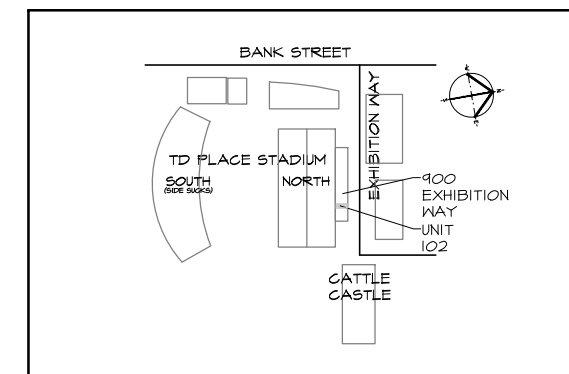 BANK STREET
EXHIBITION WAY
TD PLACE STADIUM
SOUTH
(SIDE SUCKS)
NORTH
900
EXHIBITION
WAY
UNIT
102
CATTLE
CASTLE